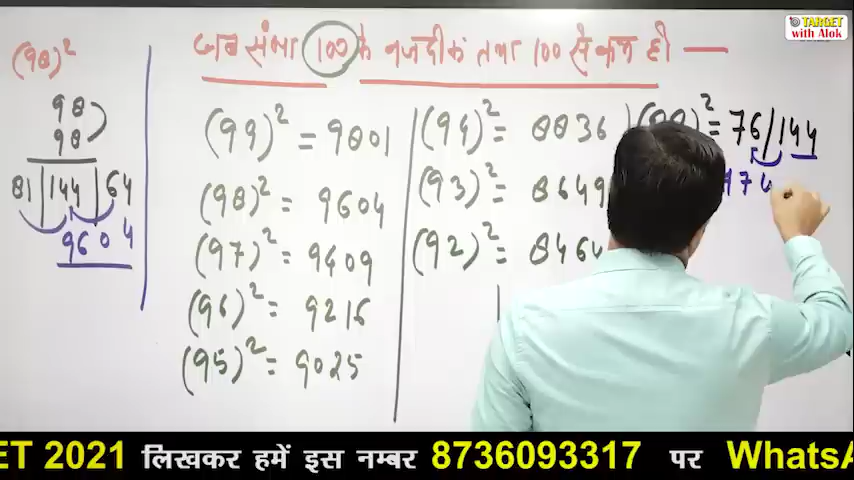 TARGET
with Alok
जब संख्या 100 के नजदीक तथा 100 से कम हो —
(98)²
98
98
81|144|64
9604
(99)² = 9801
(98)² = 9604
(97)² = 9409
(96)² = 9216
(95)² = 9025
(94)² = 8836
(93)² = 8649
(92)² = 8464
)² = 76/144
74
ET 2021 लिखकर हमें इस नम्बर 8736093317 पर WhatsA